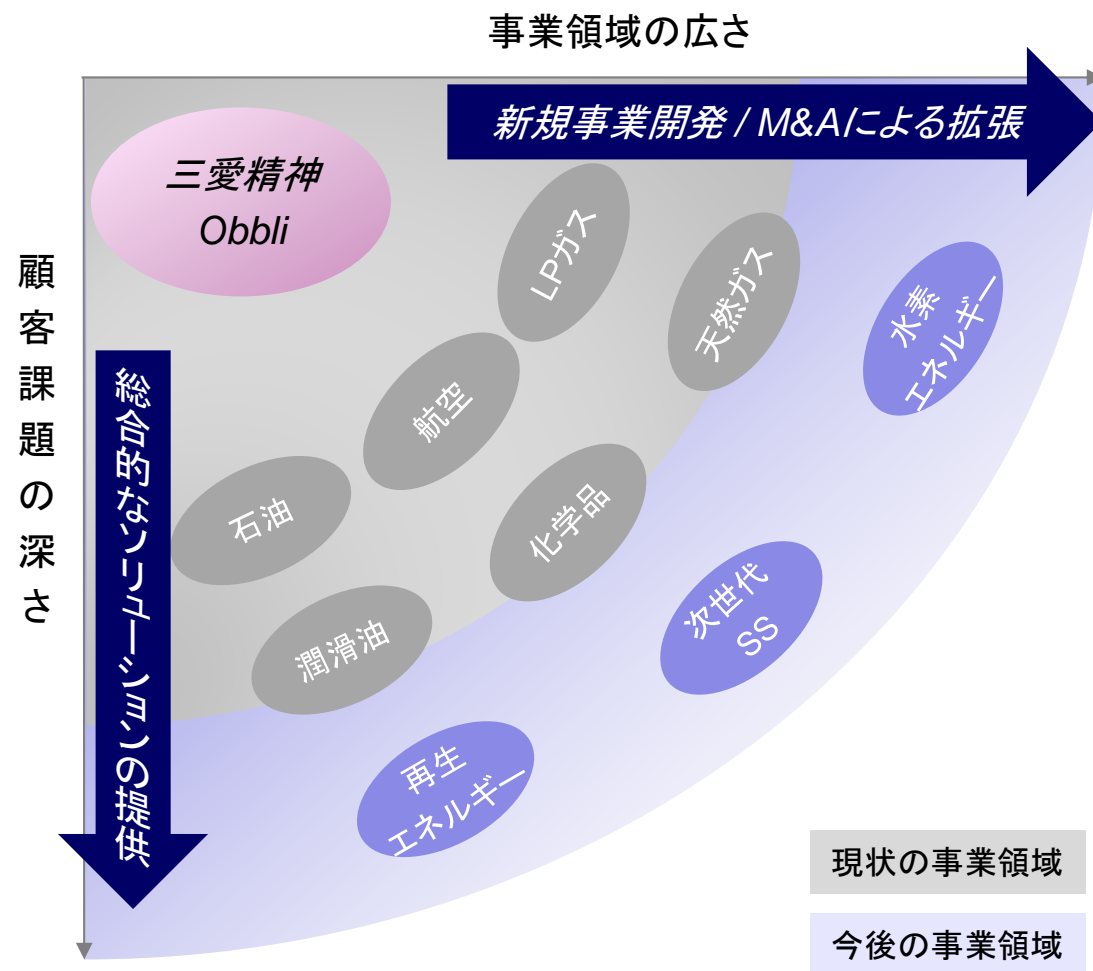 事業領域の広さ
新規事業開発 / M&Aによる拡張
三愛精神
Obbli
顧客課題の深さ
総合的なソリューションの提供
LPガス
天然ガス
水素
エネルギー
航空
石油
化学品
潤滑油
次世代
SS
再生
エネルギー
現状の事業領域
今後の事業領域